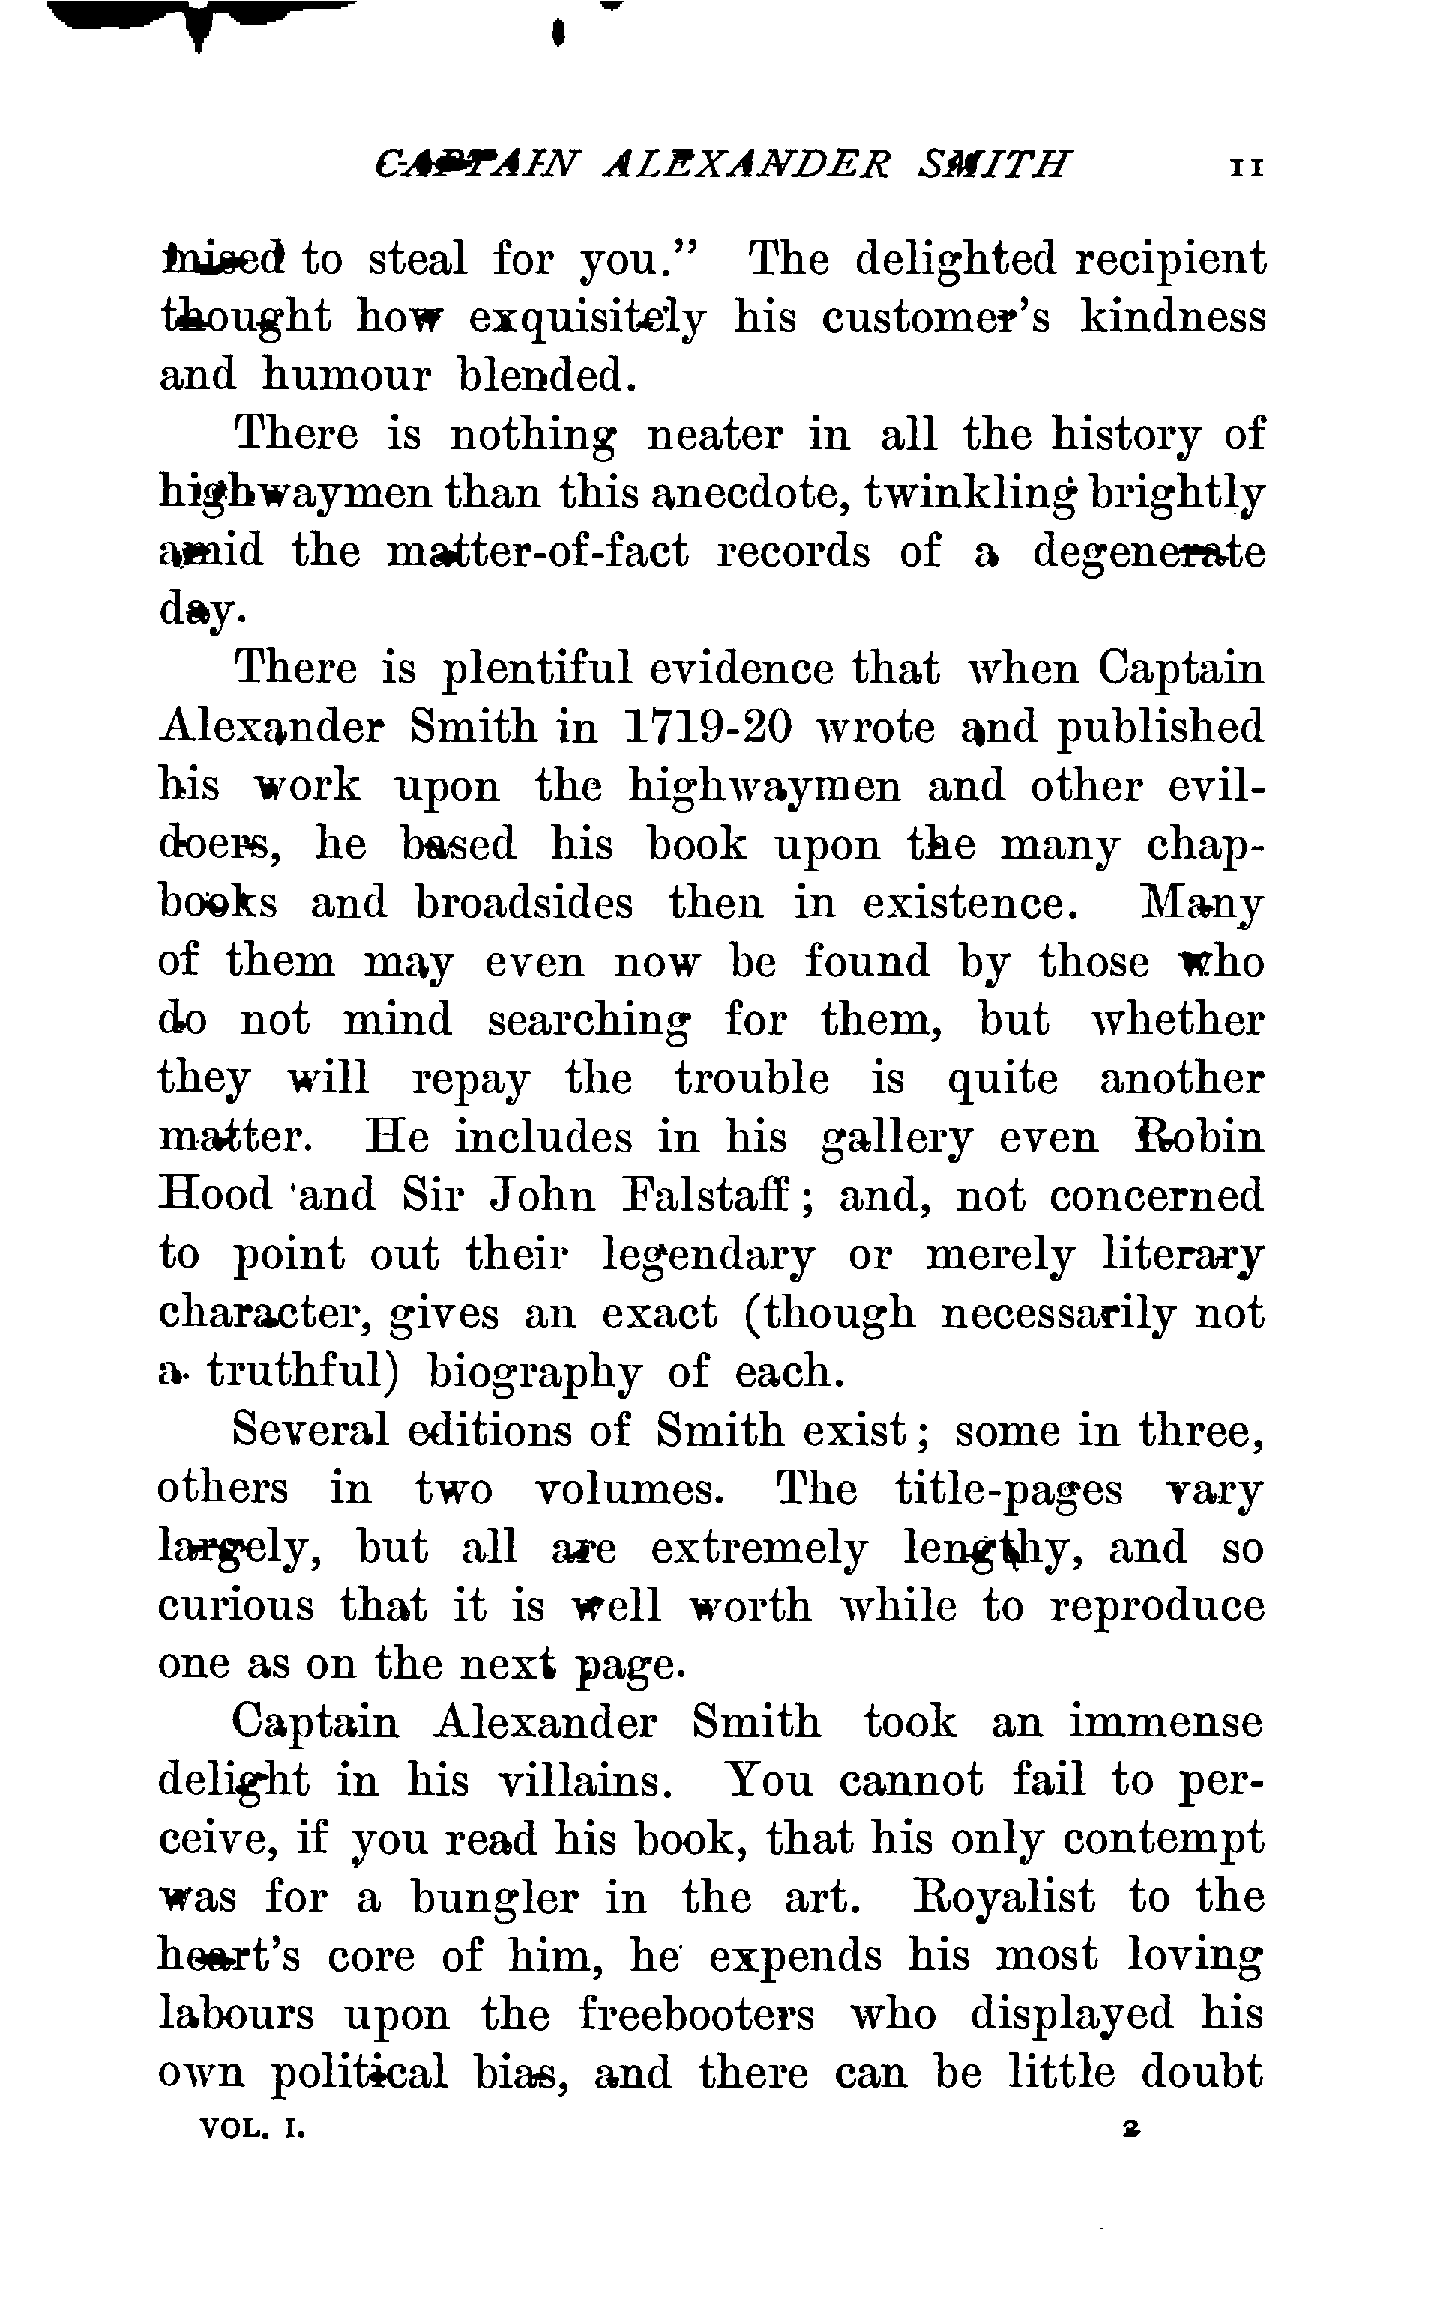 CAPTAIN ALEXANDER SMITH 11
mised to steal for you.” The delighted recipient
thought how exquisitely his customer’s kindness
and humour blended.
There is nothing neater in all the history of
highwaymen than this anecdote, twinkling brightly
amid the matter-of-fact records of a degenerate
day.
There is plentiful evidence that when Captain
Alexander Smith in 1719-20 wrote and published
his work upon the highwaymen and other evil-
doers, he based his book upon the many chap-
books and broadsides then in existence. Many
of them may even now be found by those who
do not mind searching for them, but whether
they will repay the trouble is quite another
matter. He includes in his gallery even Robin
Hood and Sir John Falstaff; and, not concerned
to point out their legendary or merely literary
character, gives an exact (though necessarily not
a truthful) biography of each.
Several editions of Smith exist; some in three,
others in two volumes. The title-pages vary
largely, but all are extremely lengthy, and so
curious that it is well worth while to reproduce
one as on the next page.
Captain Alexander Smith took an immense
delight in his villains. You cannot fail to per-
ceive, if you read his book, that his only contempt
was for a bungler in the art. Royalist to the
heart’s core of him, he expends his most loving
labours upon the freebooters who displayed his
own political bias, and there can be little doubt
VOL. I. 2